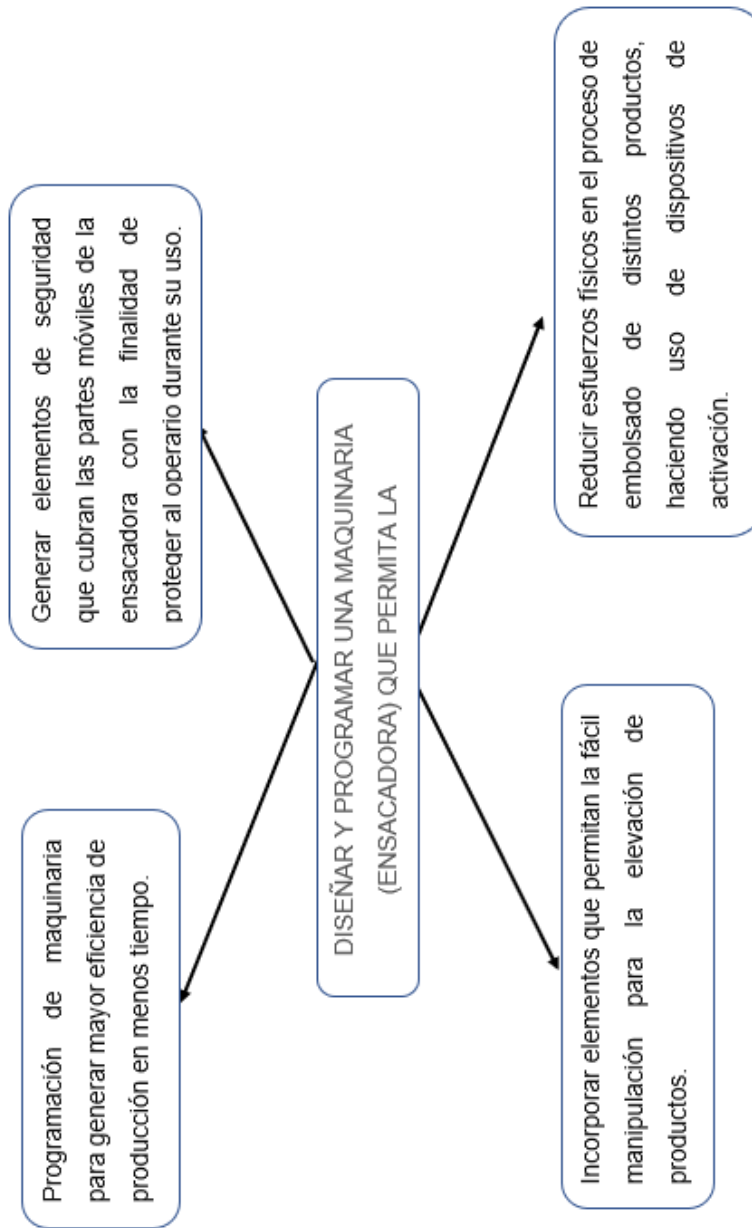 Programación de maquinaria
para generar mayor eficiencia de
producción en menos tiempo.
Generar elementos de seguridad
que cubran las partes móviles de la
ensacadora con la finalidad de
proteger al operario durante su uso.
DISEÑAR Y PROGRAMAR UNA MAQUINARIA
(ENSACADORA) QUE PERMITA LA
Incorporar elementos que permitan la fácil
manipulación para la elevación de
productos.
Reducir esfuerzos físicos en el proceso de
embolsado de distintos productos,
haciendo uso de dispositivos de
activación.